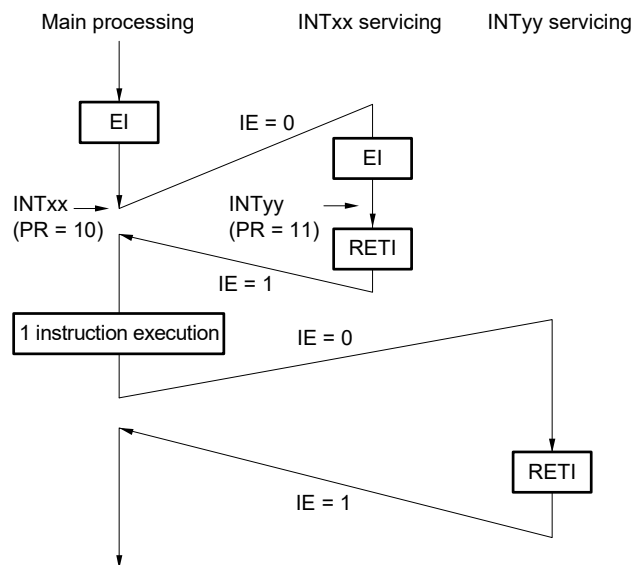 Main processing
INTxx servicing
INTyy servicing
EI
IE = 0
EI
INTxx
(PR = 10)
INTyy
(PR = 11)
RETI
IE = 1
1 instruction execution
IE = 0
RETI
IE = 1